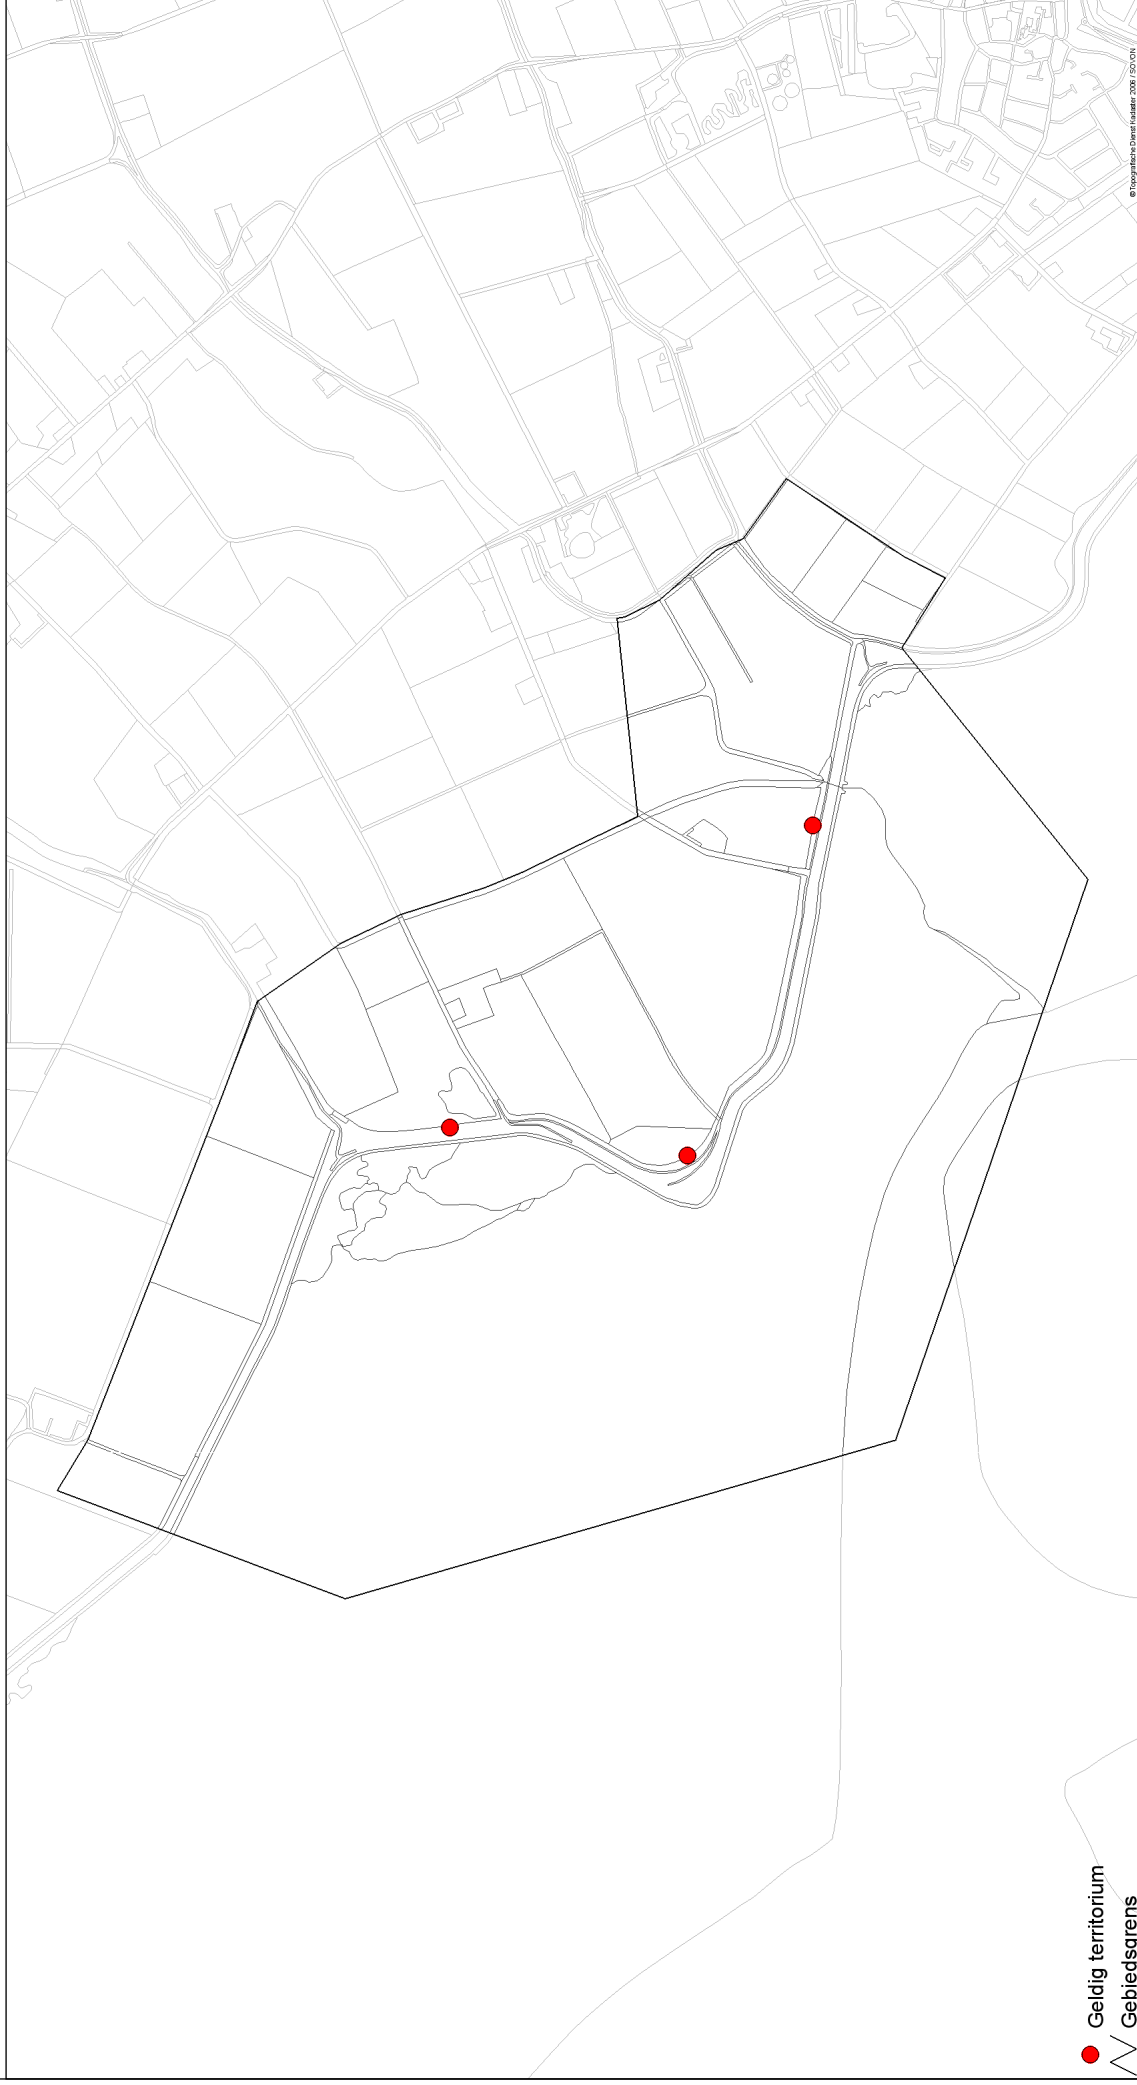 Geldig territorium
Gebiedsgrens
© Topografische Dienst Kadaster 2006 / SOVON